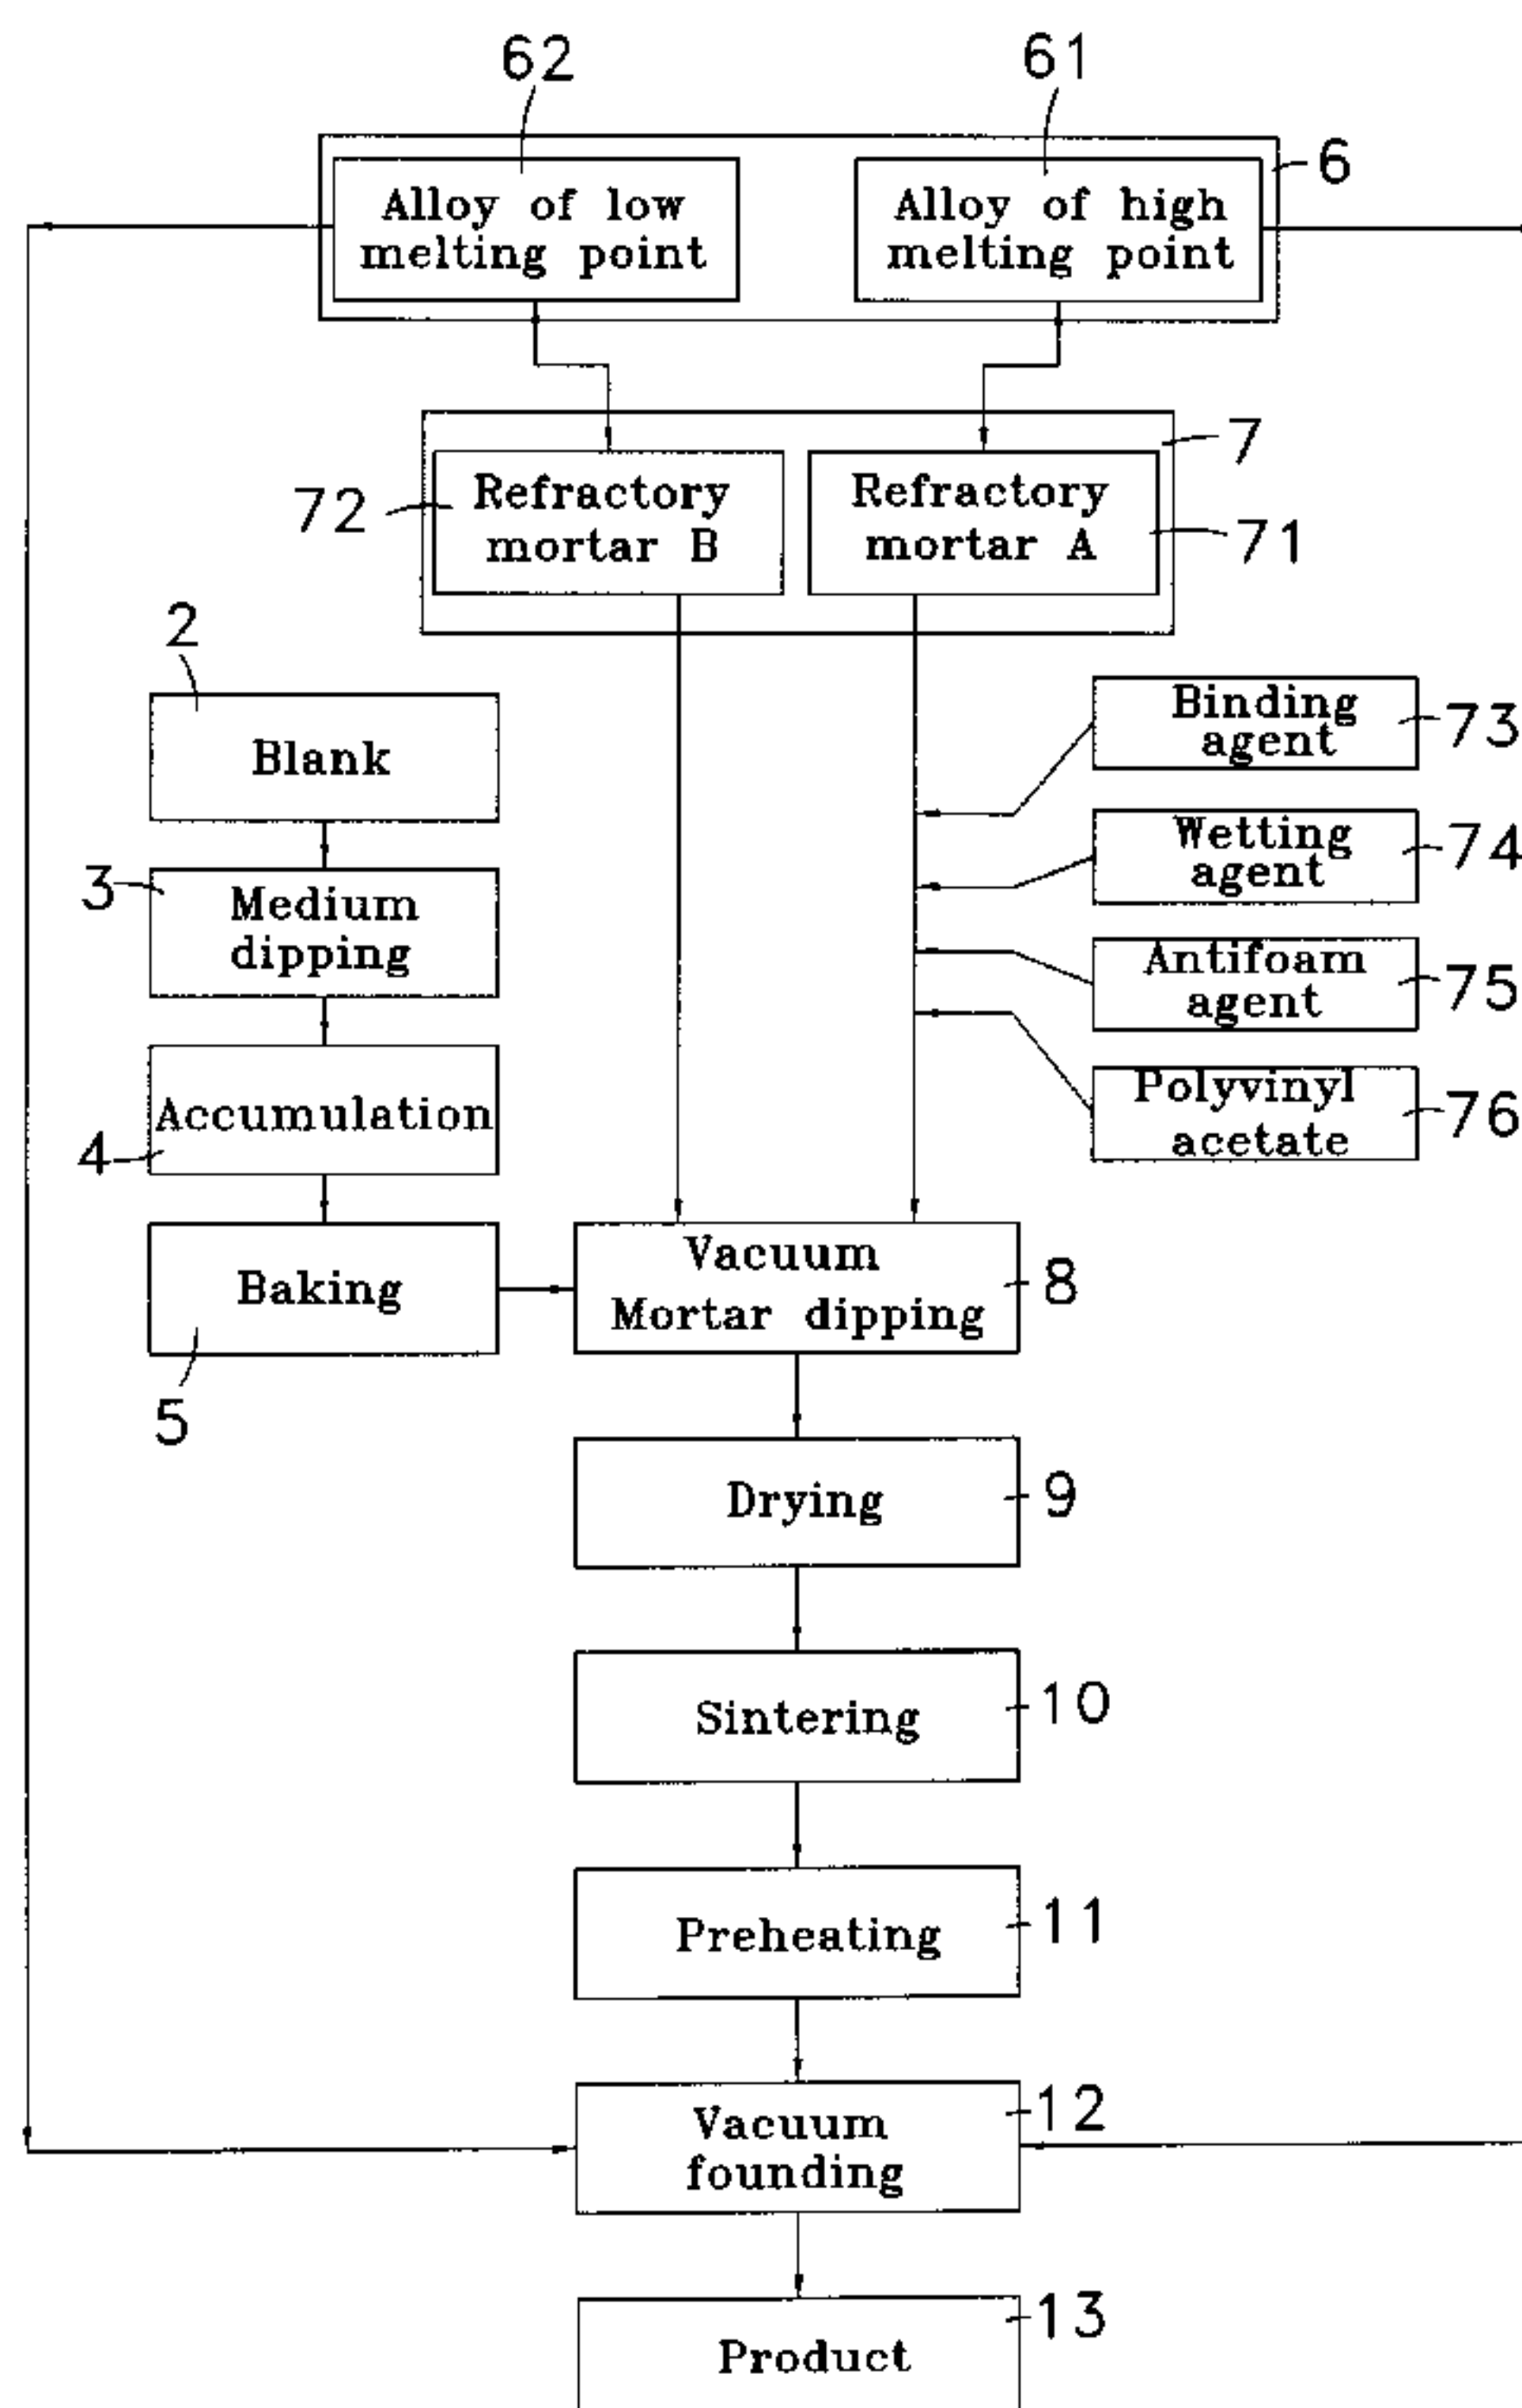 62
61
6
Alloy of low
melting point
Alloy of high
melting point
7
72
Refractory
mortar B
Refractory
mortar A
71
2
Blank
Binding
agent
73
3
Medium
dipping
Wetting
agent
74
Antifoam
agent
75
4
Accumulation
Polyvinyl
acetate
76
Baking
5
Vacuum
Mortar dipping
8
Drying
9
Sintering
10
Preheating
11
Vacuum
founding
12
Product
13